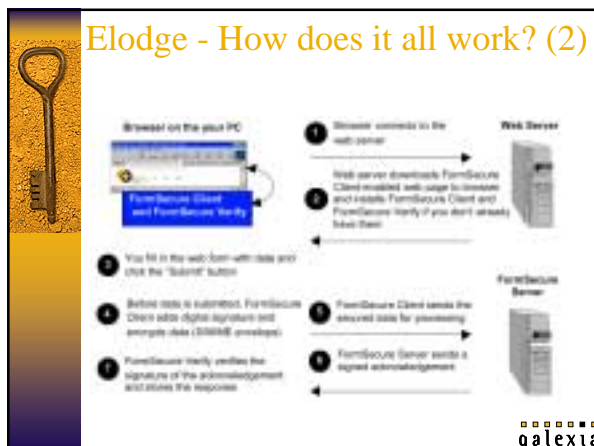 Elodge - How does it all work? (2)
Browser on the your PC
FormSecure Client
and FormSecure Verify
1
Browser connects to the
web server
Web Server
2
Web server downloads FormSecure
Client enabled web page to browser
and installs FormSecure Client and
FormSecure Verify if you don't already
have them
3
You fill in the web form with data and
click the "Submit" button
4
Before data is submitted, FormSecure
Client adds digital signature and
encrypts data (S/MIME envelope)
5
FormSecure Client sends the
secured data for processing
FormSecure
Server
6
FormSecure Server sends a
signed acknowledgement
7
FormSecure Verify verifies the
signature of the acknowledgement
and stores the response
galexia